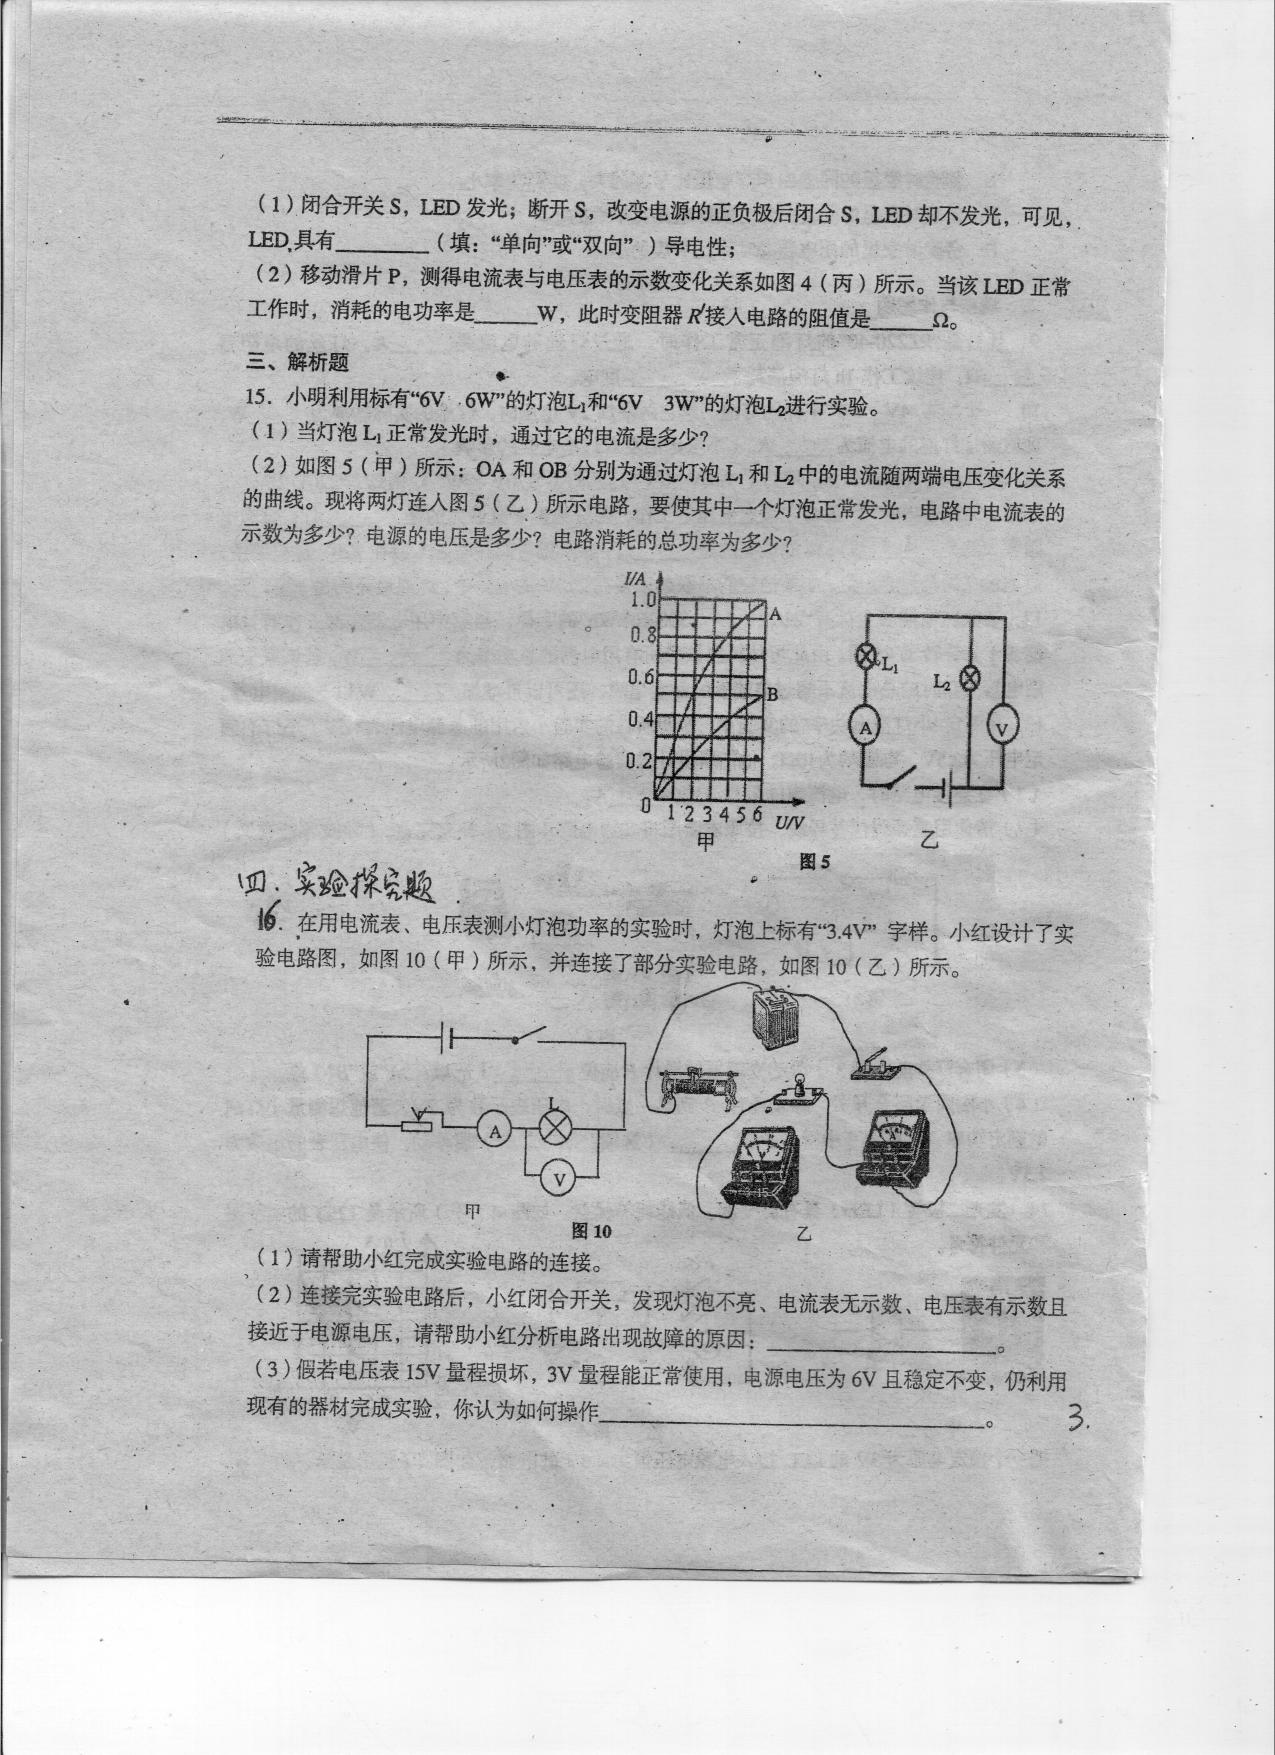 (1)闭合开关 S，LED 发光；断开 S，改变电源的正负极后闭合 S，LED 却不发光，可见，
LED 具有________(填：“单向”或“双向”)导电性；
(2)移动滑片 P，测得电流表与电压表的示数变化关系如图 4(丙)所示。当该 LED 正常
工作时，消耗的电功率是_____W，此时变阻器 R′接人电路的阻值是_____Ω。
三、解析题
15．小明利用标有“6V 6W”的灯泡L₁和“6V 3W”的灯泡L₂进行实验。
(1)当灯泡 L₁ 正常发光时，通过它的电流是多少？
(2)如图 5(甲)所示：OA 和 OB 分别为通过灯泡 L₁ 和 L₂ 中的电流随两端电压变化关系
的曲线。现将两灯连人图 5(乙)所示电路，要使其中一个灯泡正常发光，电路中电流表的
示数为多少？电源的电压是多少？电路消耗的总功率为多少？
I/A
1.0
0.8
0.6
0.4
0.2
0
1 2 3 4 5 6 U/V
A
B
甲
L₁
L₂
A
V
乙
图 5
四．实验探究题
16．在用电流表、电压表测小灯泡功率的实验时，灯泡上标有“3.4V”字样。小红设计了实
验电路图，如图 10(甲)所示，并连接了部分实验电路，如图 10(乙)所示。
L
A
V
甲
图 10
乙
(1)请帮助小红完成实验电路的连接。
(2)连接完实验电路后，小红闭合开关，发现灯泡不亮、电流表无示数、电压表有示数且
接近于电源电压，请帮助小红分析电路出现故障的原因：____________________。
(3)假若电压表 15V 量程损坏，3V 量程能正常使用，电源电压为 6V 且稳定不变，仍利用
现有的器材完成实验，你认为如何操作______________________________。
3.